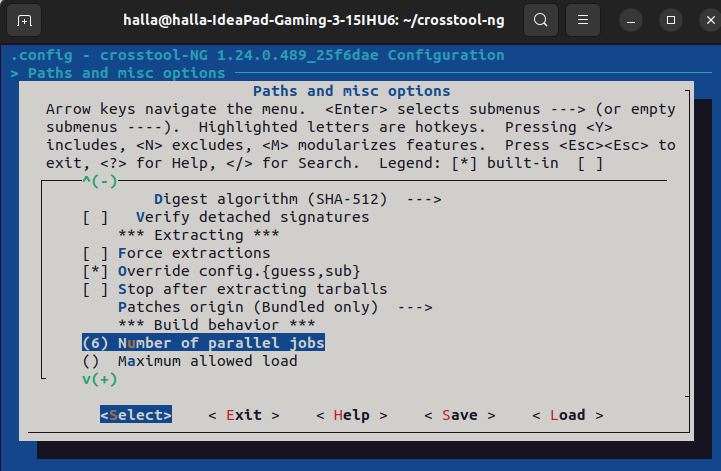 halla@halla-IdeaPad-Gaming-3-15IHU6: ~/crosstool-ng
.config - crosstool-NG 1.24.0.489_25f6dae Configuration
> Paths and misc options
Paths and misc options
Arrow keys navigate the menu.  <Enter> selects submenus ---> (or empty
submenus ----).  Highlighted letters are hotkeys.  Pressing <Y>
includes, <N> excludes, <M> modularizes features.  Press <Esc><Esc> to
exit, <?> for Help, </> for Search.  Legend: [*] built-in  [ ]
^(-)
Digest algorithm (SHA-512)  --->
[ ]   Verify detached signatures
*** Extracting ***
[ ] Force extractions
[*] Override config.{guess,sub}
[ ] Stop after extracting tarballs
Patches origin (Bundled only)  --->
*** Build behavior ***
(6) Number of parallel jobs
()  Maximum allowed load
v(+)
<Select>    < Exit >    < Help >    < Save >    < Load >